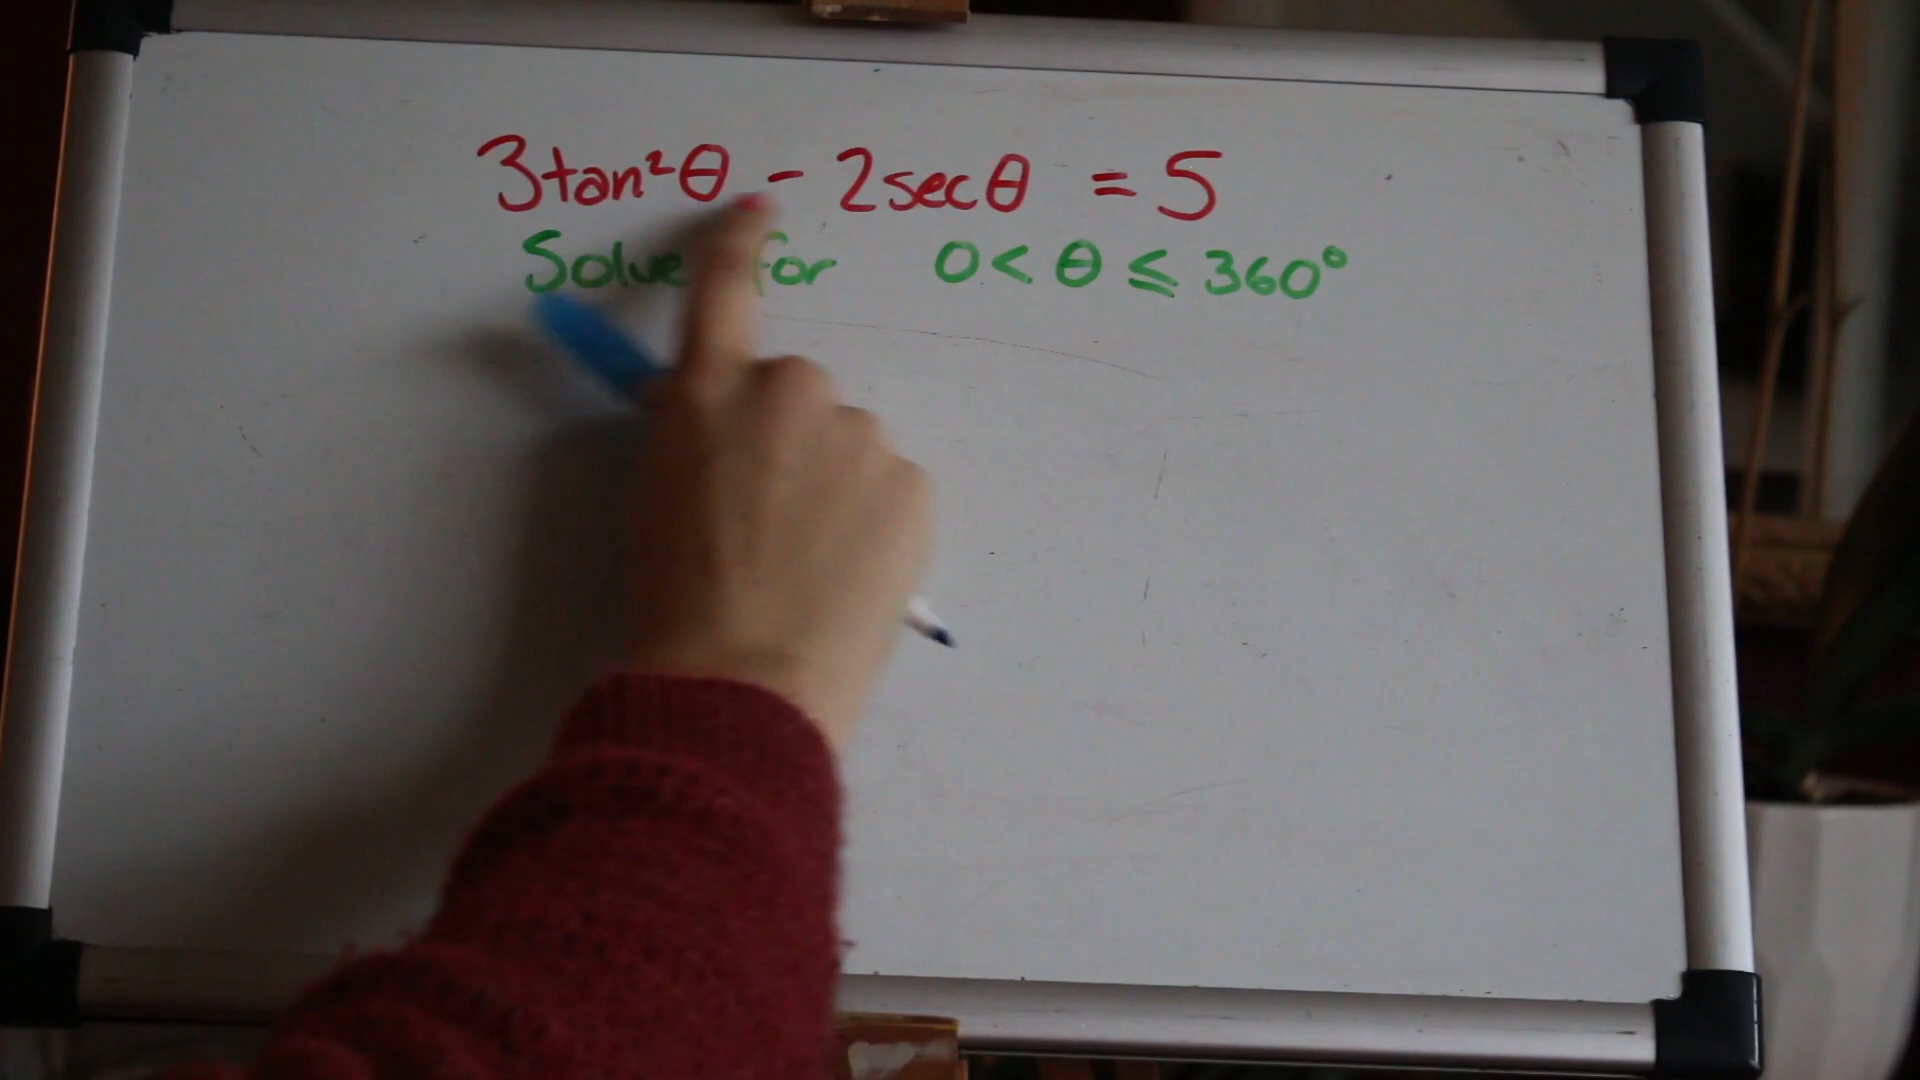 3tan²θ - 2secθ = 5
Solve for 0 < θ ≤ 360°